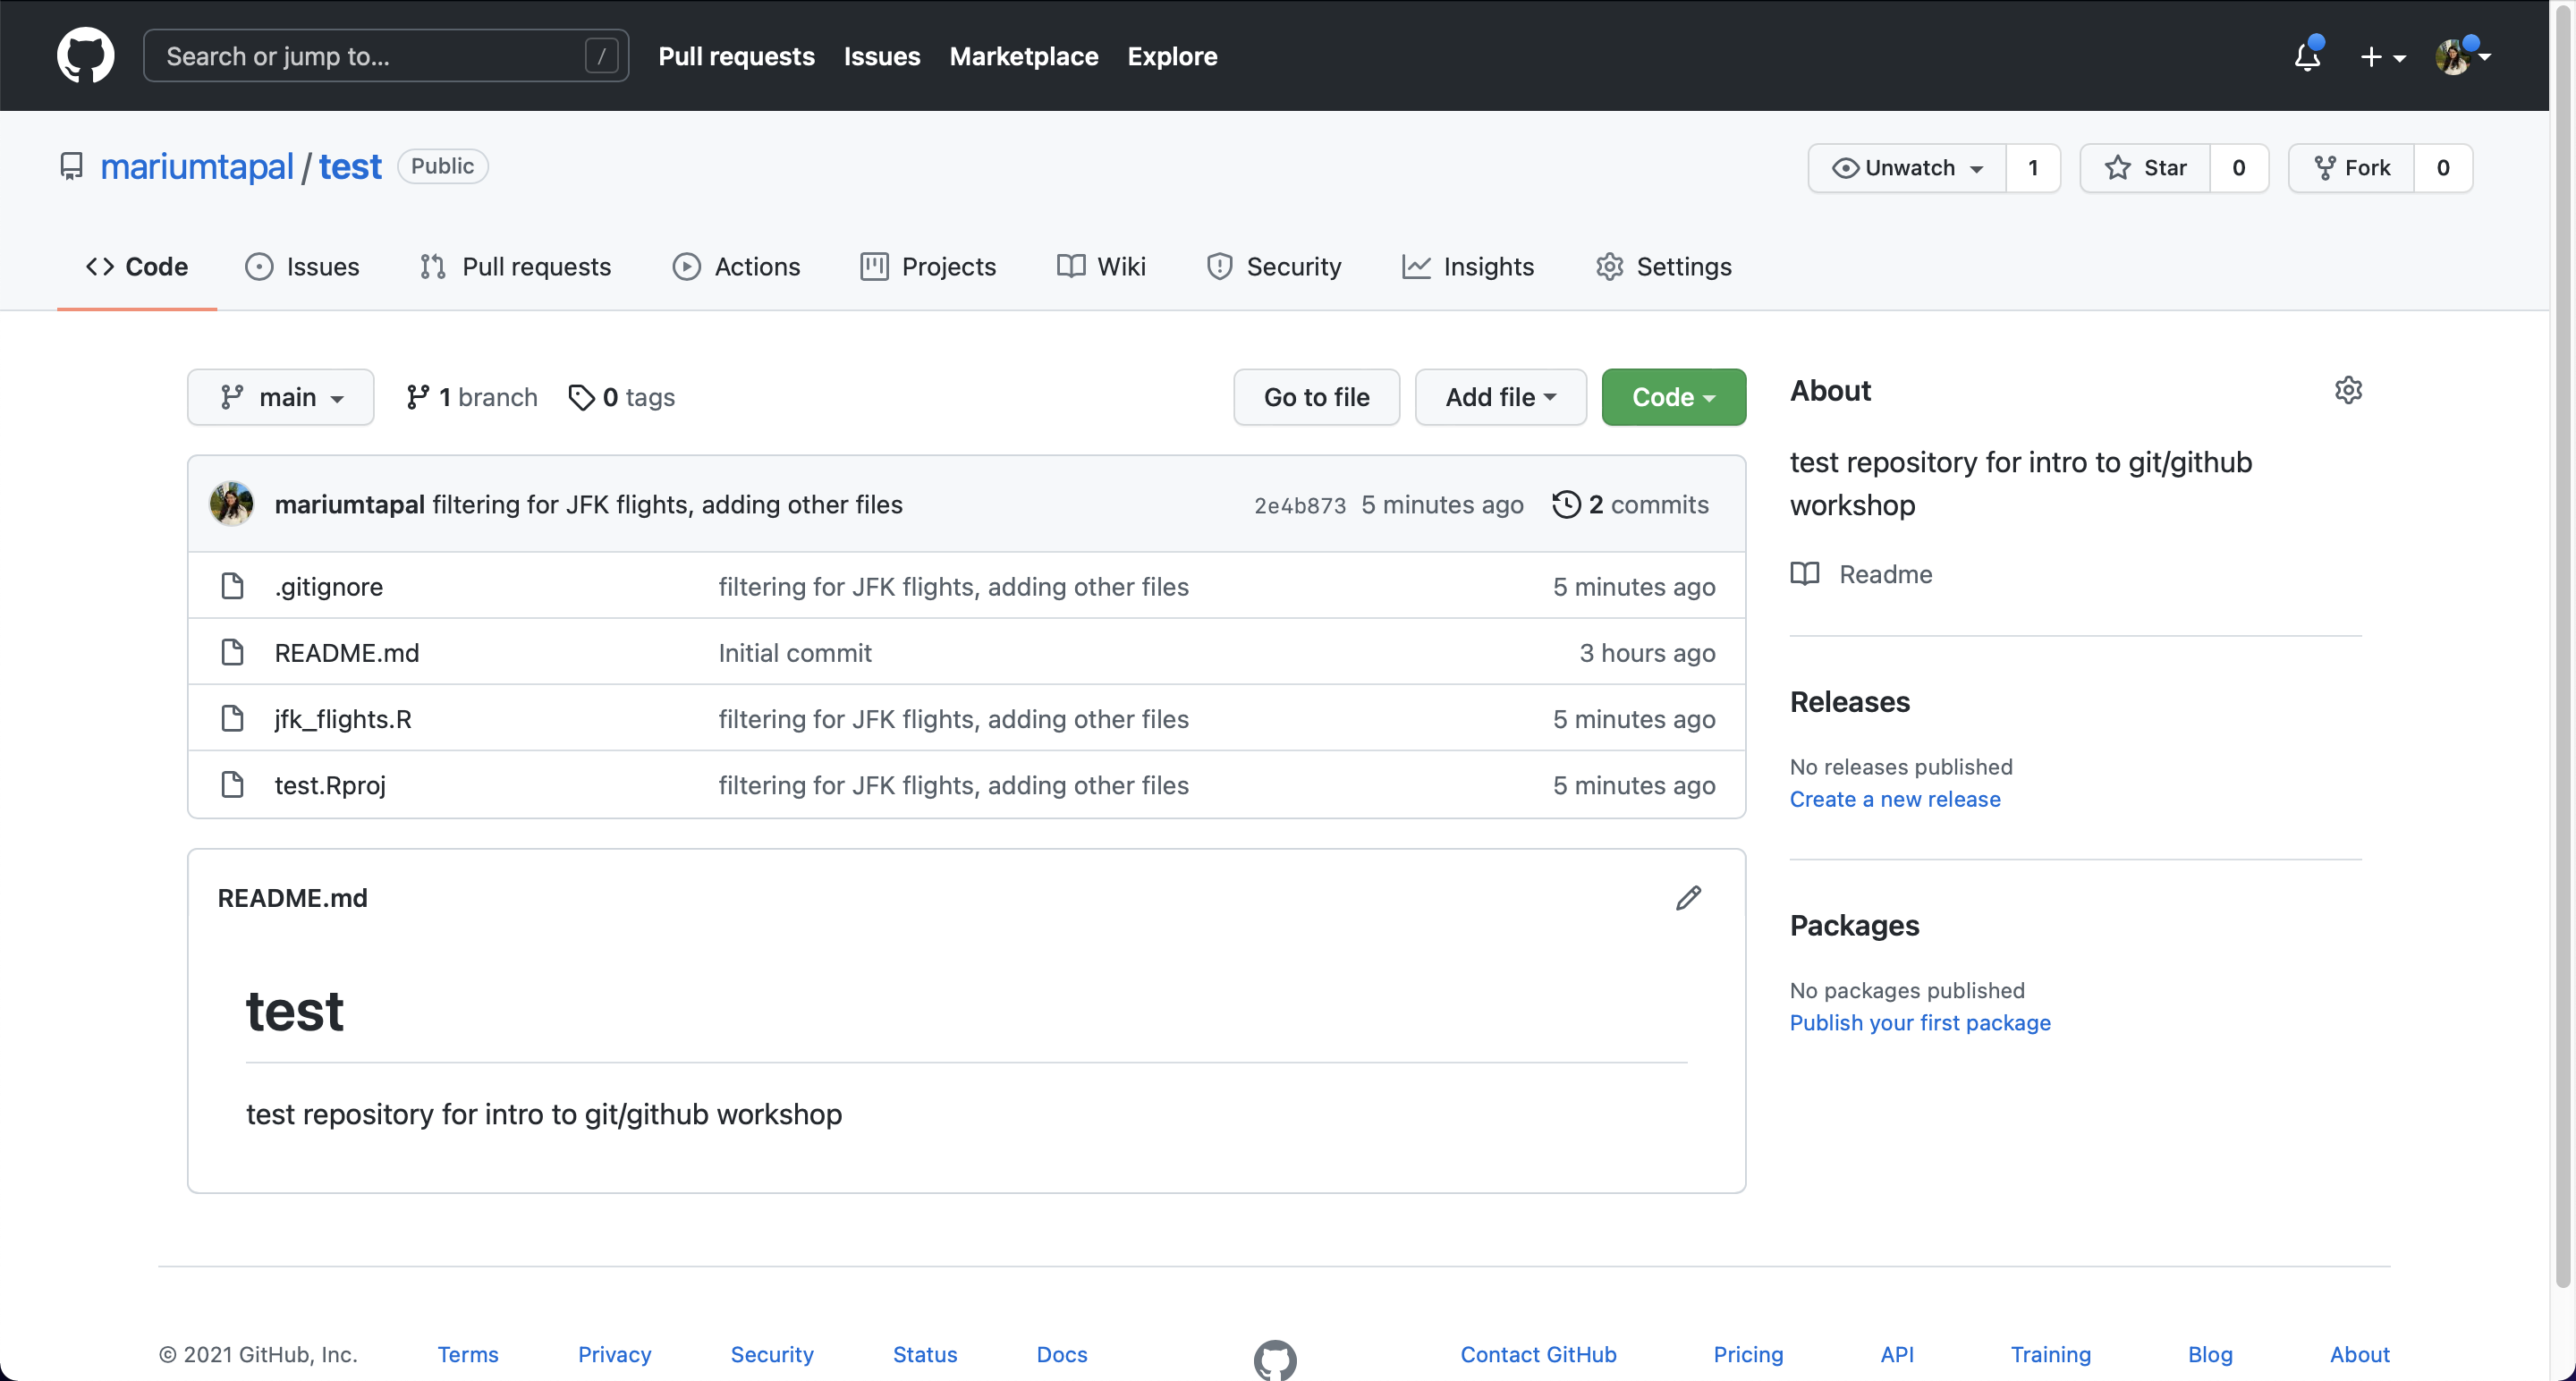 Search or jump to... /
Pull requests Issues Marketplace Explore
mariumtapal / test Public
Unwatch 1 Star 0 Fork 0
Code Issues Pull requests Actions Projects Wiki Security Insights Settings
main 1 branch 0 tags Go to file Add file Code
mariumtapal filtering for JFK flights, adding other files 2e4b873 5 minutes ago 2 commits
.gitignore filtering for JFK flights, adding other files 5 minutes ago
README.md Initial commit 3 hours ago
jfk_flights.R filtering for JFK flights, adding other files 5 minutes ago
test.Rproj filtering for JFK flights, adding other files 5 minutes ago
README.md
test
test repository for intro to git/github workshop
About
test repository for intro to git/github
workshop
Readme
Releases
No releases published
Create a new release
Packages
No packages published
Publish your first package
© 2021 GitHub, Inc. Terms Privacy Security Status Docs Contact GitHub Pricing API Training Blog About